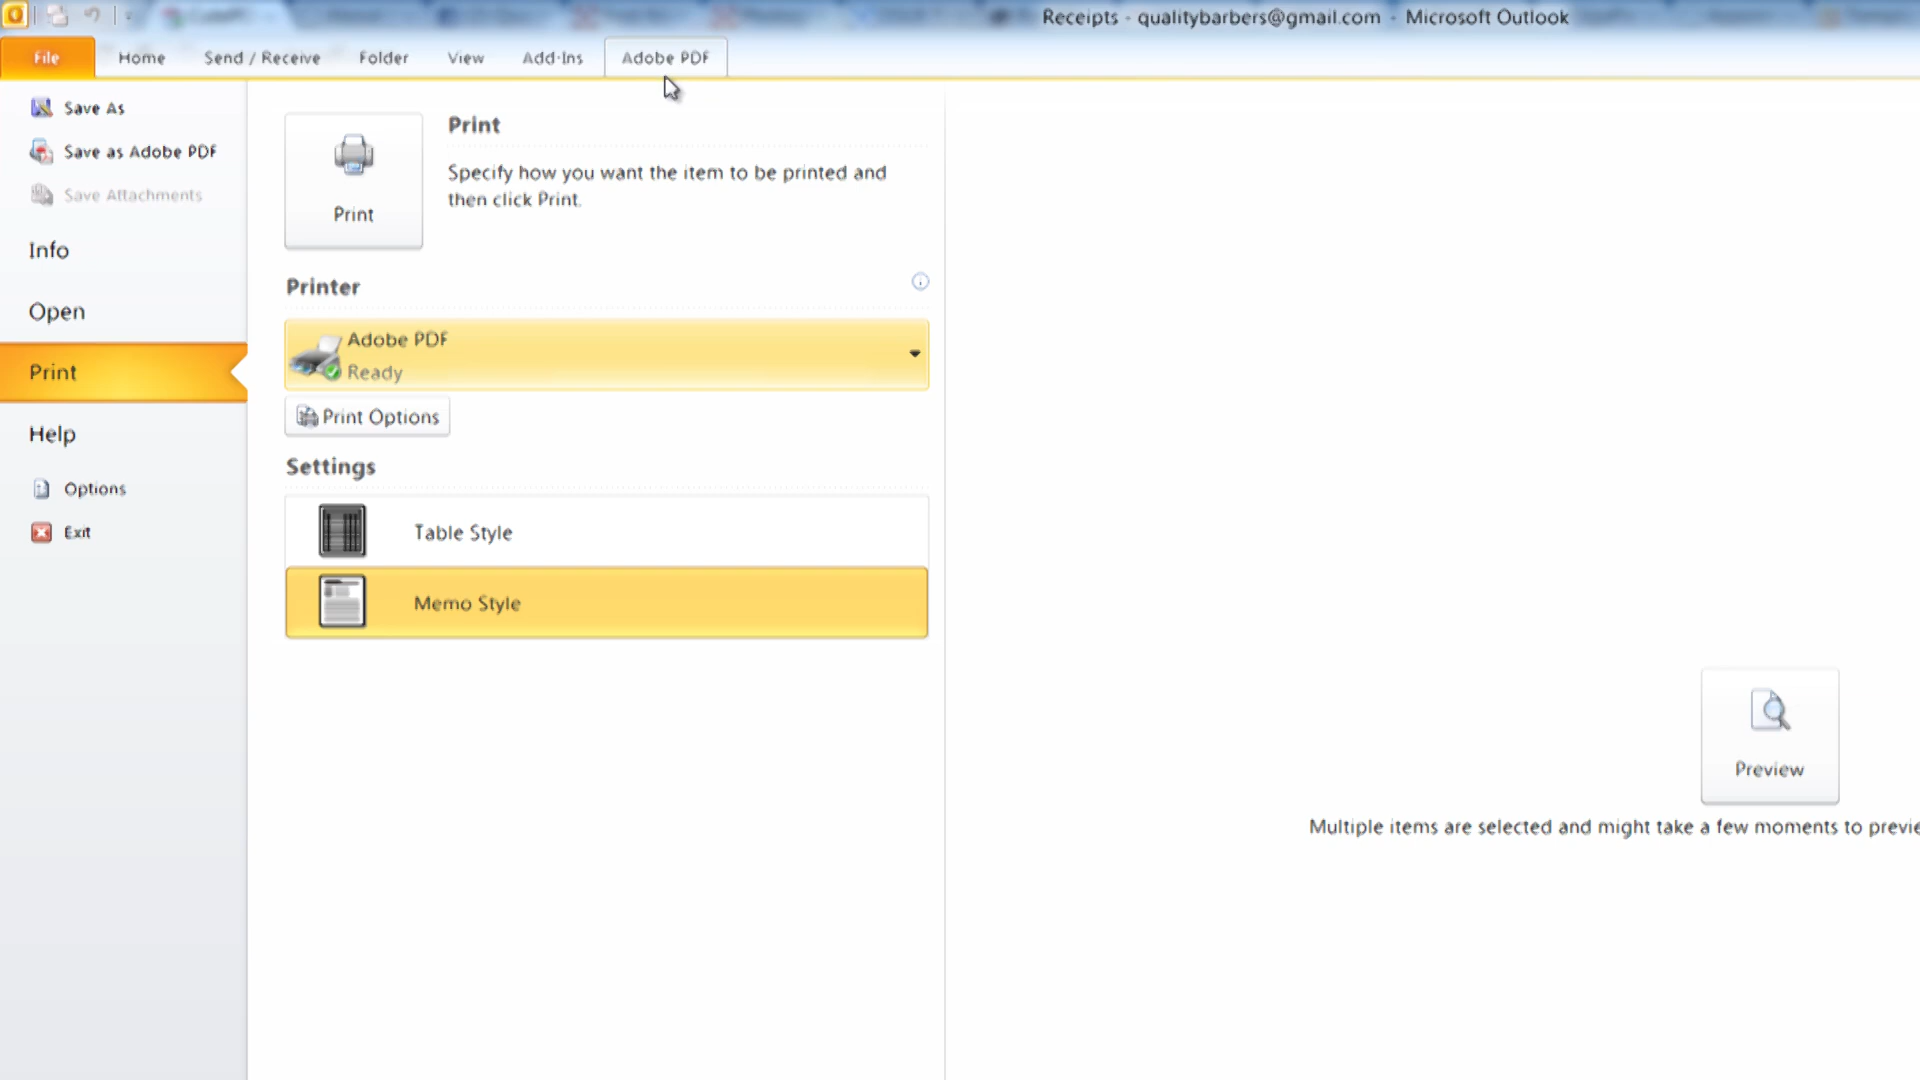 Receipts - qualitybarbers@gmail.com - Microsoft Outlook
File Home Send / Receive Folder View Add-Ins Adobe PDF
Save As
Save as Adobe PDF
Save Attachments
Info
Open
Print
Help
Options
Exit
Print
Print
Specify how you want the item to be printed and
then click Print.
Printer
Adobe PDF
Ready
Print Options
Settings
Table Style
Memo Style
Preview
Multiple items are selected and might take a few moments to